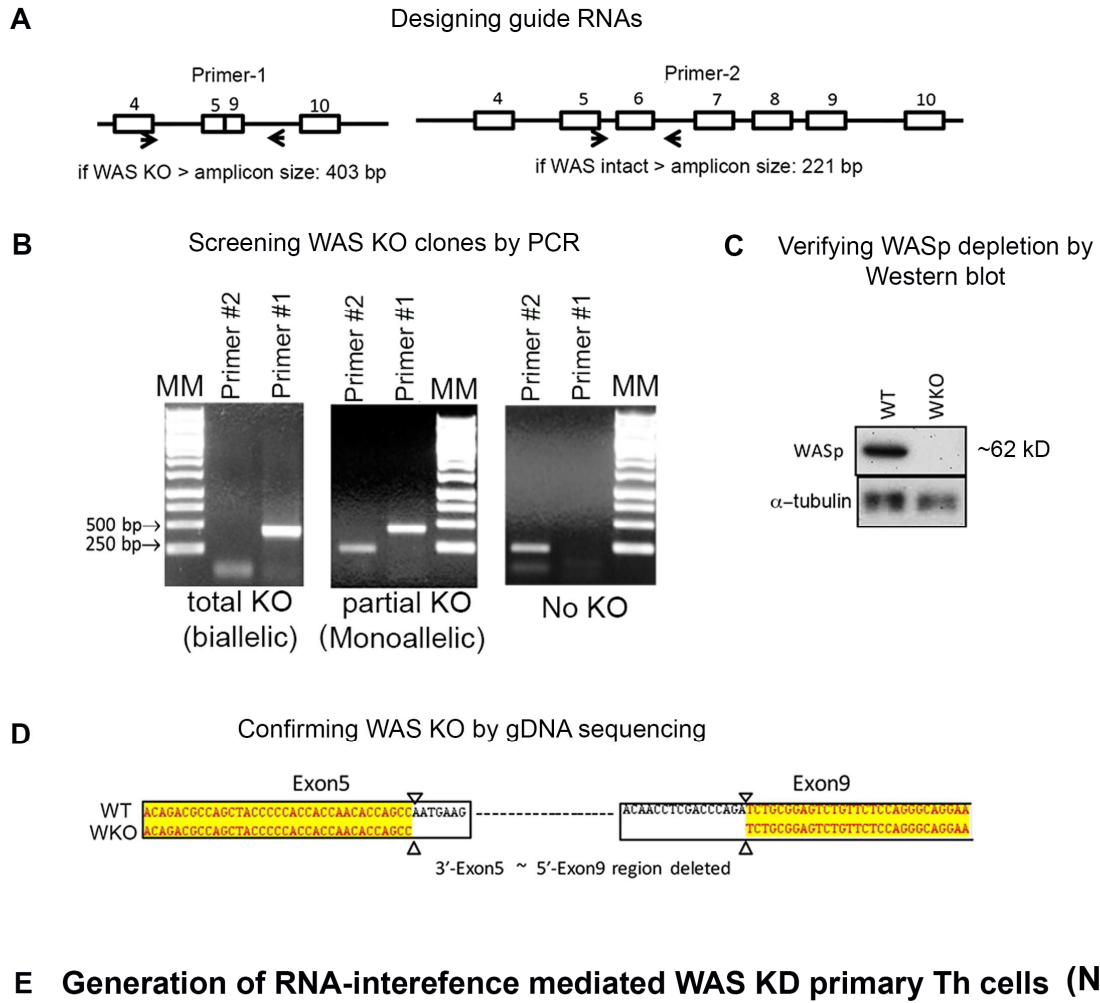 A Designing guide RNAs
Primer-1
4 5 9 10
if WAS KO > amplicon size: 403 bp
Primer-2
4 5 6 7 8 9 10
if WAS intact > amplicon size: 221 bp
B Screening WAS KO clones by PCR
MM Primer #2 Primer #1
500 bp→
250 bp→
total KO
(biallelic)
Primer #2 Primer #1 MM
partial KO
(Monoallelic)
Primer #2 Primer #1 MM
No KO
C Verifying WASp depletion by
Western blot
WT WKO
WASp ~62 kD
α-tubulin
D Confirming WAS KO by gDNA sequencing
Exon5 Exon9
WT ACAGACGCCAGCTACCCCCACCACCAACACCAGCCAATGAAG ACAACCTCGACCCAGATCTGCGGAGTCTGTTCTCCAGGGCAGGAA
WKO ACAGACGCCAGCTACCCCCACCACCAACACCAGCC TCTGCGGAGTCTGTTCTCCAGGGCAGGAA
3′-Exon5 ~ 5′-Exon9 region deleted
E Generation of RNA-interefence mediated WAS KD primary Th cells (N